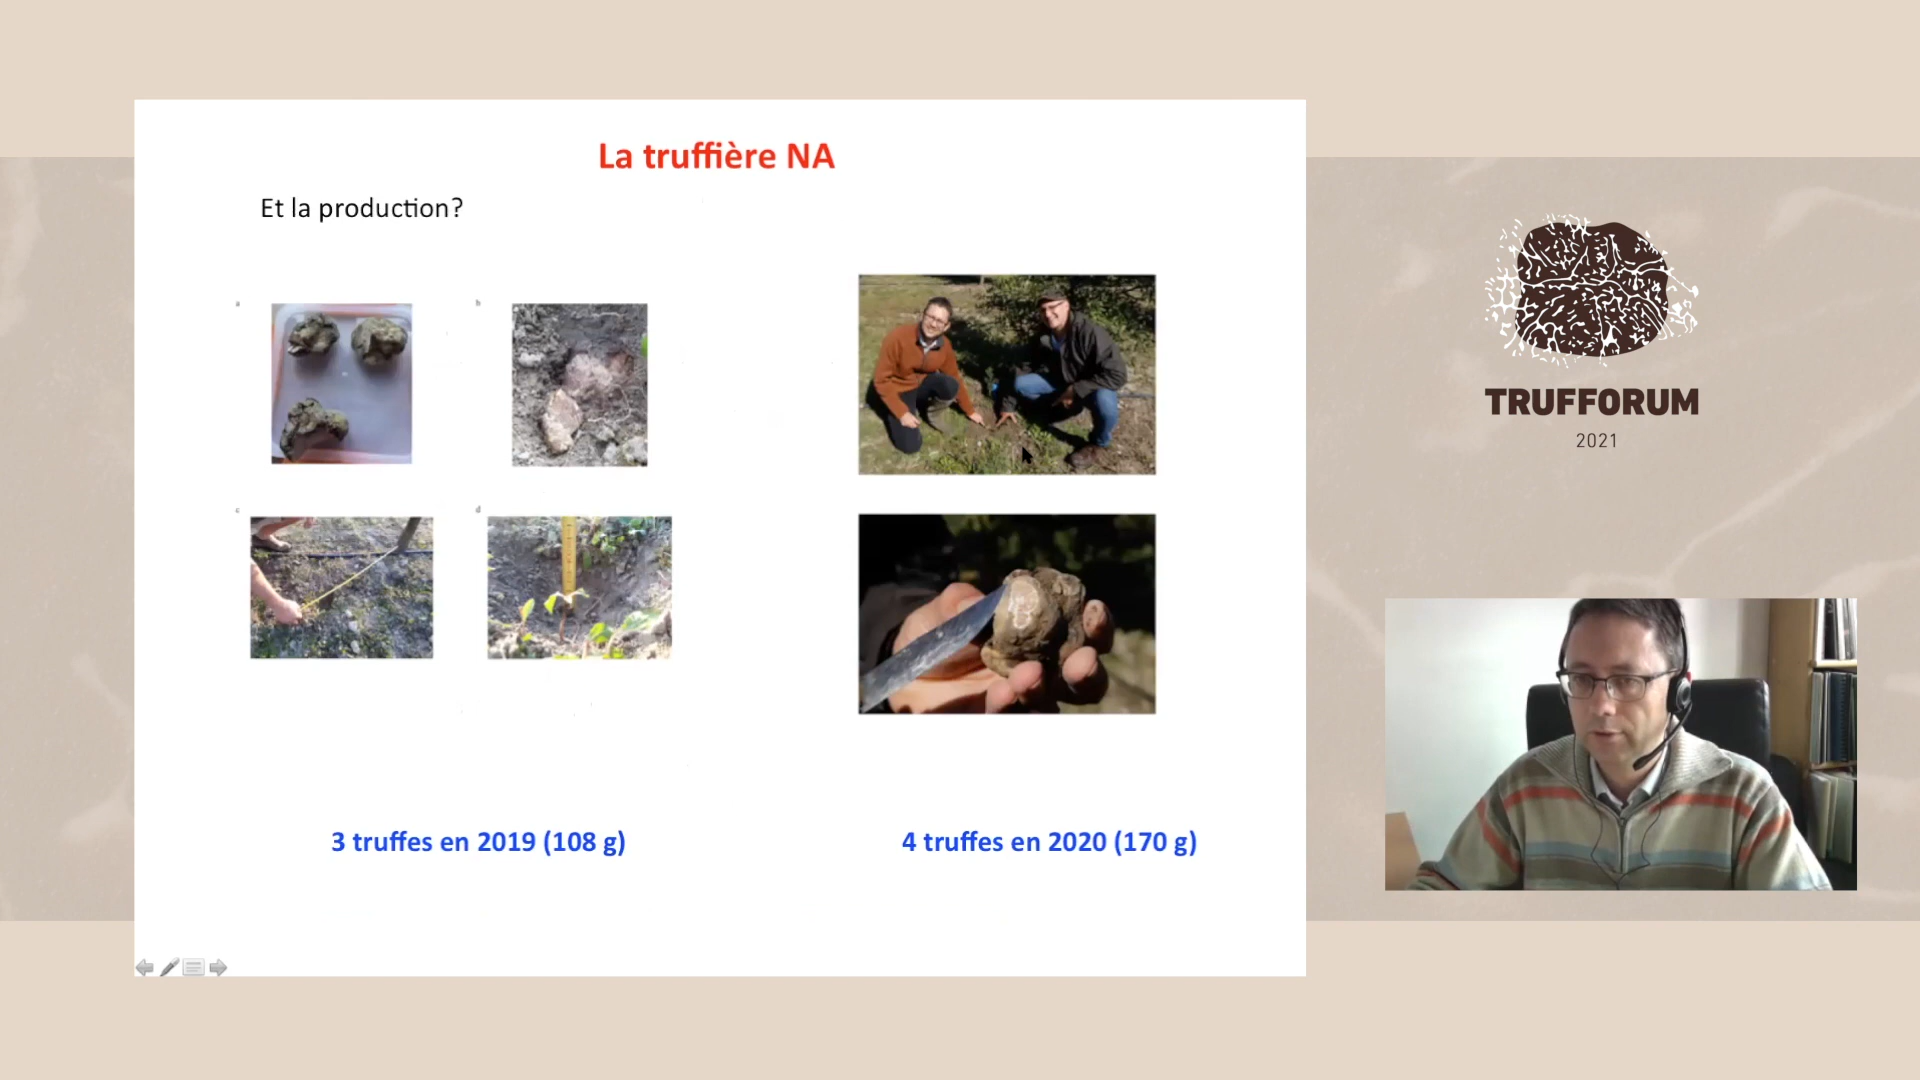 La truffière NA
Et la production?
a
b
c
d
3 truffes en 2019 (108 g)
4 truffes en 2020 (170 g)
TRUFFORUM
2021